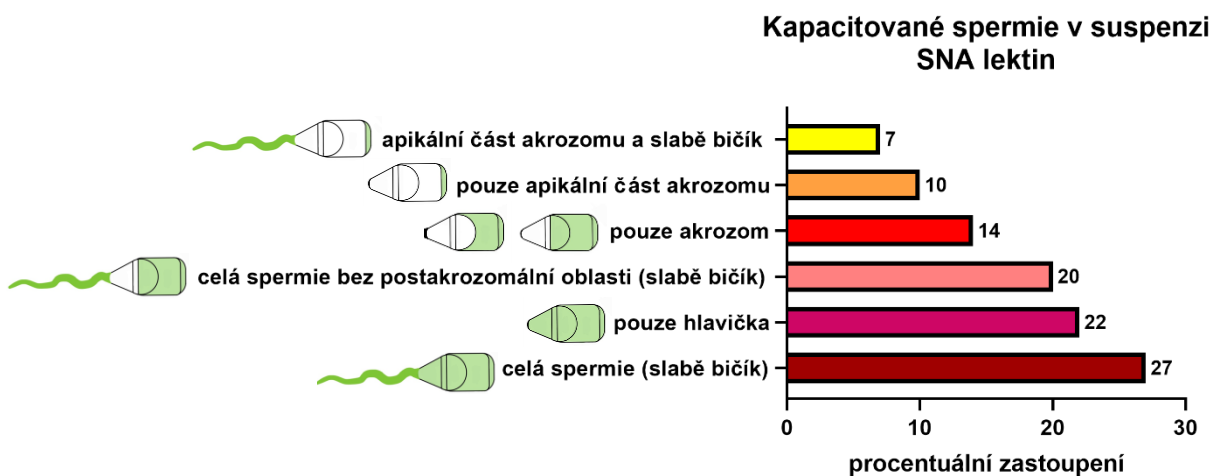 Kapacitované spermie v suspenzi
SNA lektin
apikální část akrozomu a slabě bičík
7
pouze apikální část akrozomu
10
pouze akrozom
14
celá spermie bez postakrozomální oblasti (slabě bičík)
20
pouze hlavička
22
celá spermie (slabě bičík)
27
0 10 20 30
procentuální zastoupení